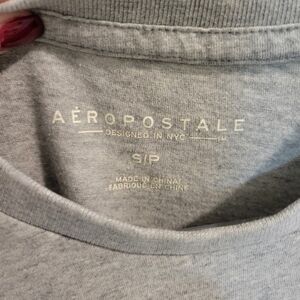 AÉROPOSTALE
DESIGNED IN NYC
S/P
MADE IN CHINA/
FABRIQUÉ EN CHINE